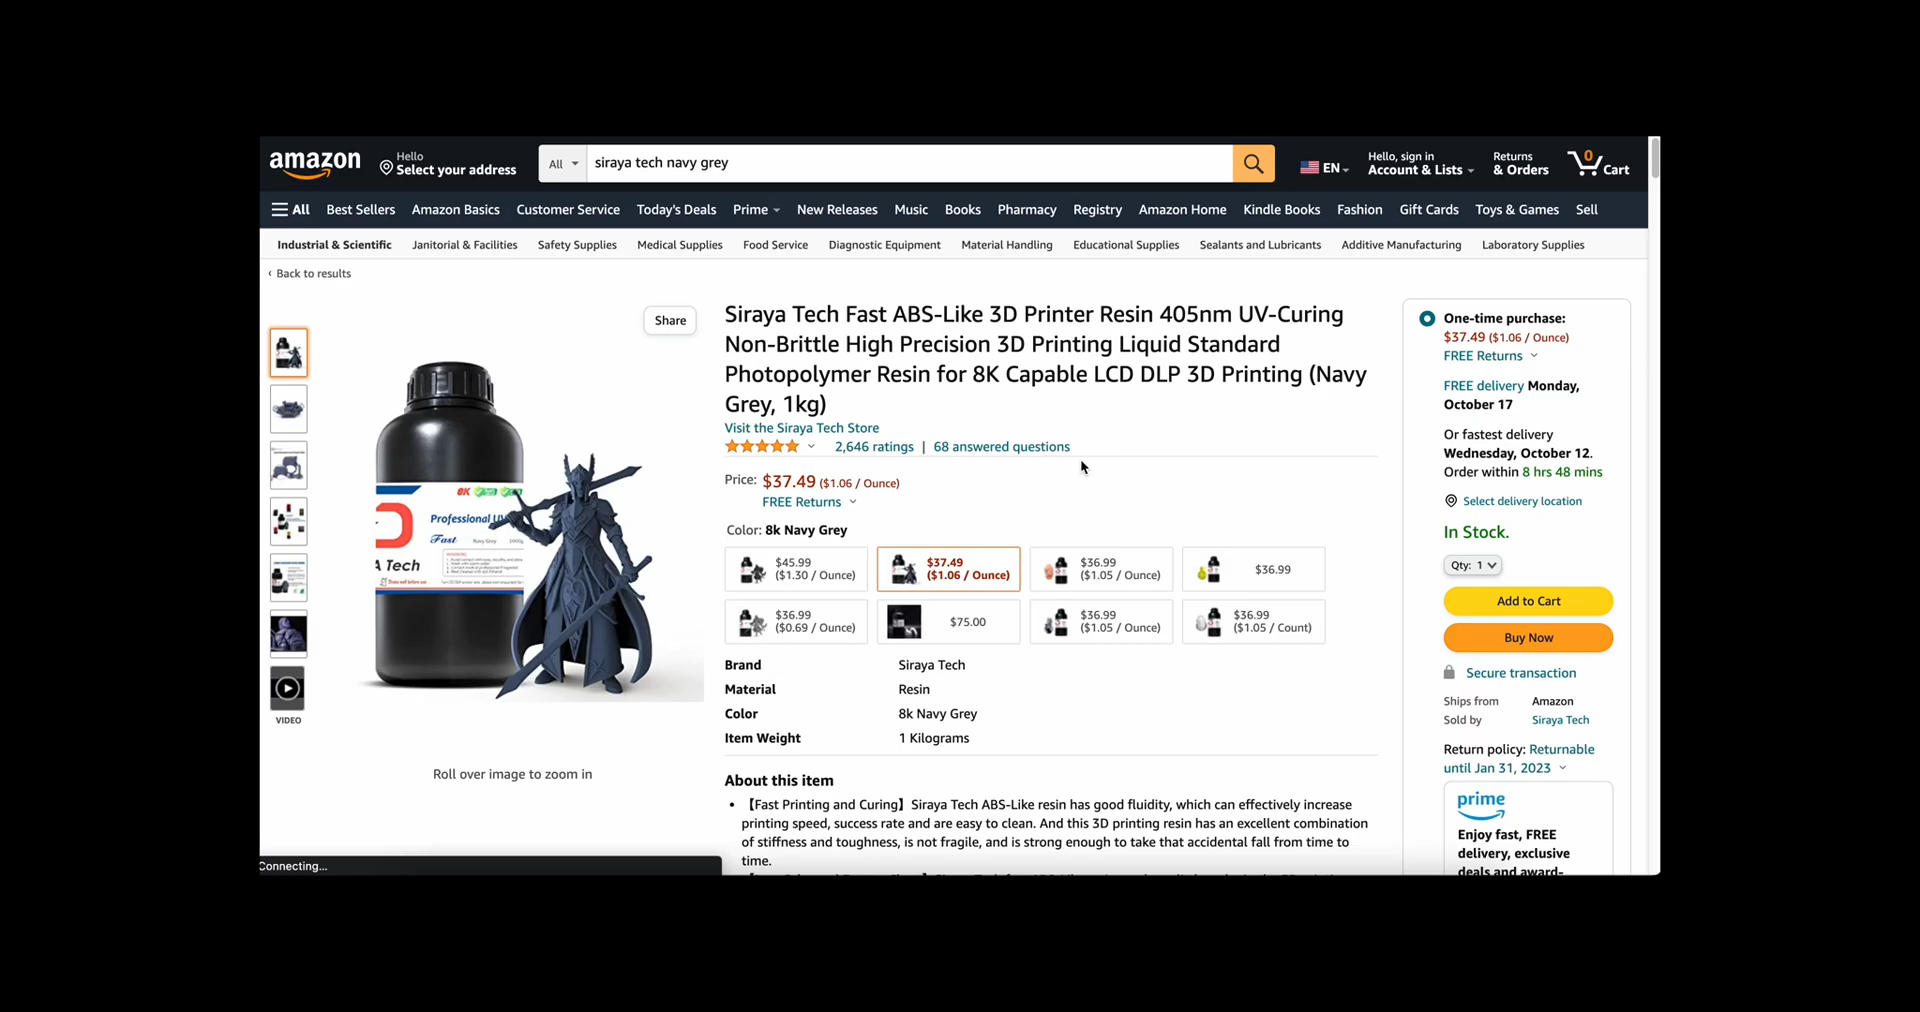 amazon
Hello
Select your address
All
siraya tech navy grey
EN
Hello, sign in
Account & Lists
Returns
& Orders
0
Cart
All
Best Sellers
Amazon Basics
Customer Service
Today's Deals
Prime
New Releases
Music
Books
Pharmacy
Registry
Amazon Home
Kindle Books
Fashion
Gift Cards
Toys & Games
Sell
Industrial & Scientific
Janitorial & Facilities
Safety Supplies
Medical Supplies
Food Service
Diagnostic Equipment
Material Handling
Educational Supplies
Sealants and Lubricants
Additive Manufacturing
Laboratory Supplies
‹ Back to results
Share
VIDEO
8K
Professional U
Fast Navy Grey 1000g
A Tech
Roll over image to zoom in
Siraya Tech Fast ABS-Like 3D Printer Resin 405nm UV-Curing
Non-Brittle High Precision 3D Printing Liquid Standard
Photopolymer Resin for 8K Capable LCD DLP 3D Printing (Navy
Grey, 1kg)
Visit the Siraya Tech Store
2,646 ratings | 68 answered questions
Price: $37.49 ($1.06 / Ounce)
FREE Returns
Color: 8k Navy Grey
$45.99
($1.30 / Ounce)
$37.49
($1.06 / Ounce)
$36.99
($1.05 / Ounce)
$36.99
$36.99
($0.69 / Ounce)
$75.00
$36.99
($1.05 / Ounce)
$36.99
($1.05 / Count)
Brand Siraya Tech
Material Resin
Color 8k Navy Grey
Item Weight 1 Kilograms
About this item
• 【Fast Printing and Curing】Siraya Tech ABS-Like resin has good fluidity, which can effectively increase
printing speed, success rate and are easy to clean. And this 3D printing resin has an excellent combination
of stiffness and toughness, is not fragile, and is strong enough to take that accidental fall from time to
time.
One-time purchase:
$37.49 ($1.06 / Ounce)
FREE Returns
FREE delivery Monday,
October 17
Or fastest delivery
Wednesday, October 12.
Order within 8 hrs 48 mins
Select delivery location
In Stock.
Qty: 1
Add to Cart
Buy Now
Secure transaction
Ships from Amazon
Sold by Siraya Tech
Return policy: Returnable
until Jan 31, 2023
prime
Enjoy fast, FREE
delivery, exclusive
deals and award-
Connecting...